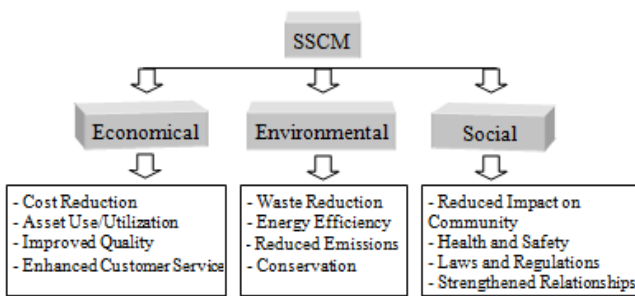 SSCM
Economical
Environmental
Social
- Cost Reduction
- Asset Use/Utilization
- Improved Quality
- Enhanced Customer Service
- Waste Reduction
- Energy Efficiency
- Reduced Emissions
- Conservation
- Reduced Impact on
Community
- Health and Safety
- Laws and Regulations
- Strengthened Relationships